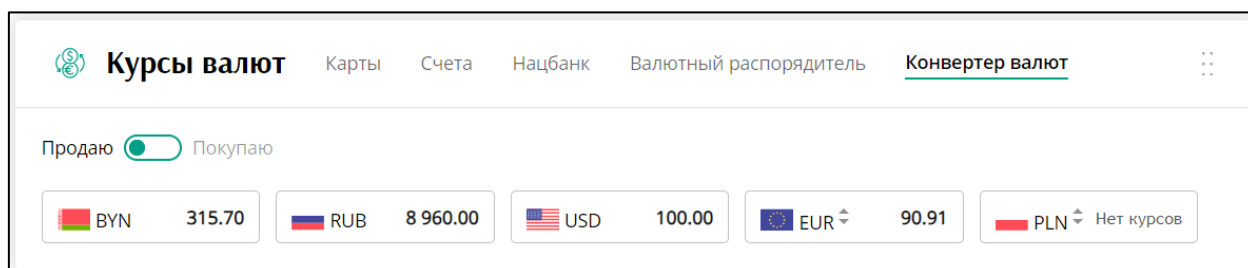 Курсы валют Карты Счета Нацбанк Валютный распорядитель Конвертер валют
Продаю Покупаю
BYN 315.70 RUB 8 960.00 USD 100.00 EUR 90.91 PLN Нет курсов